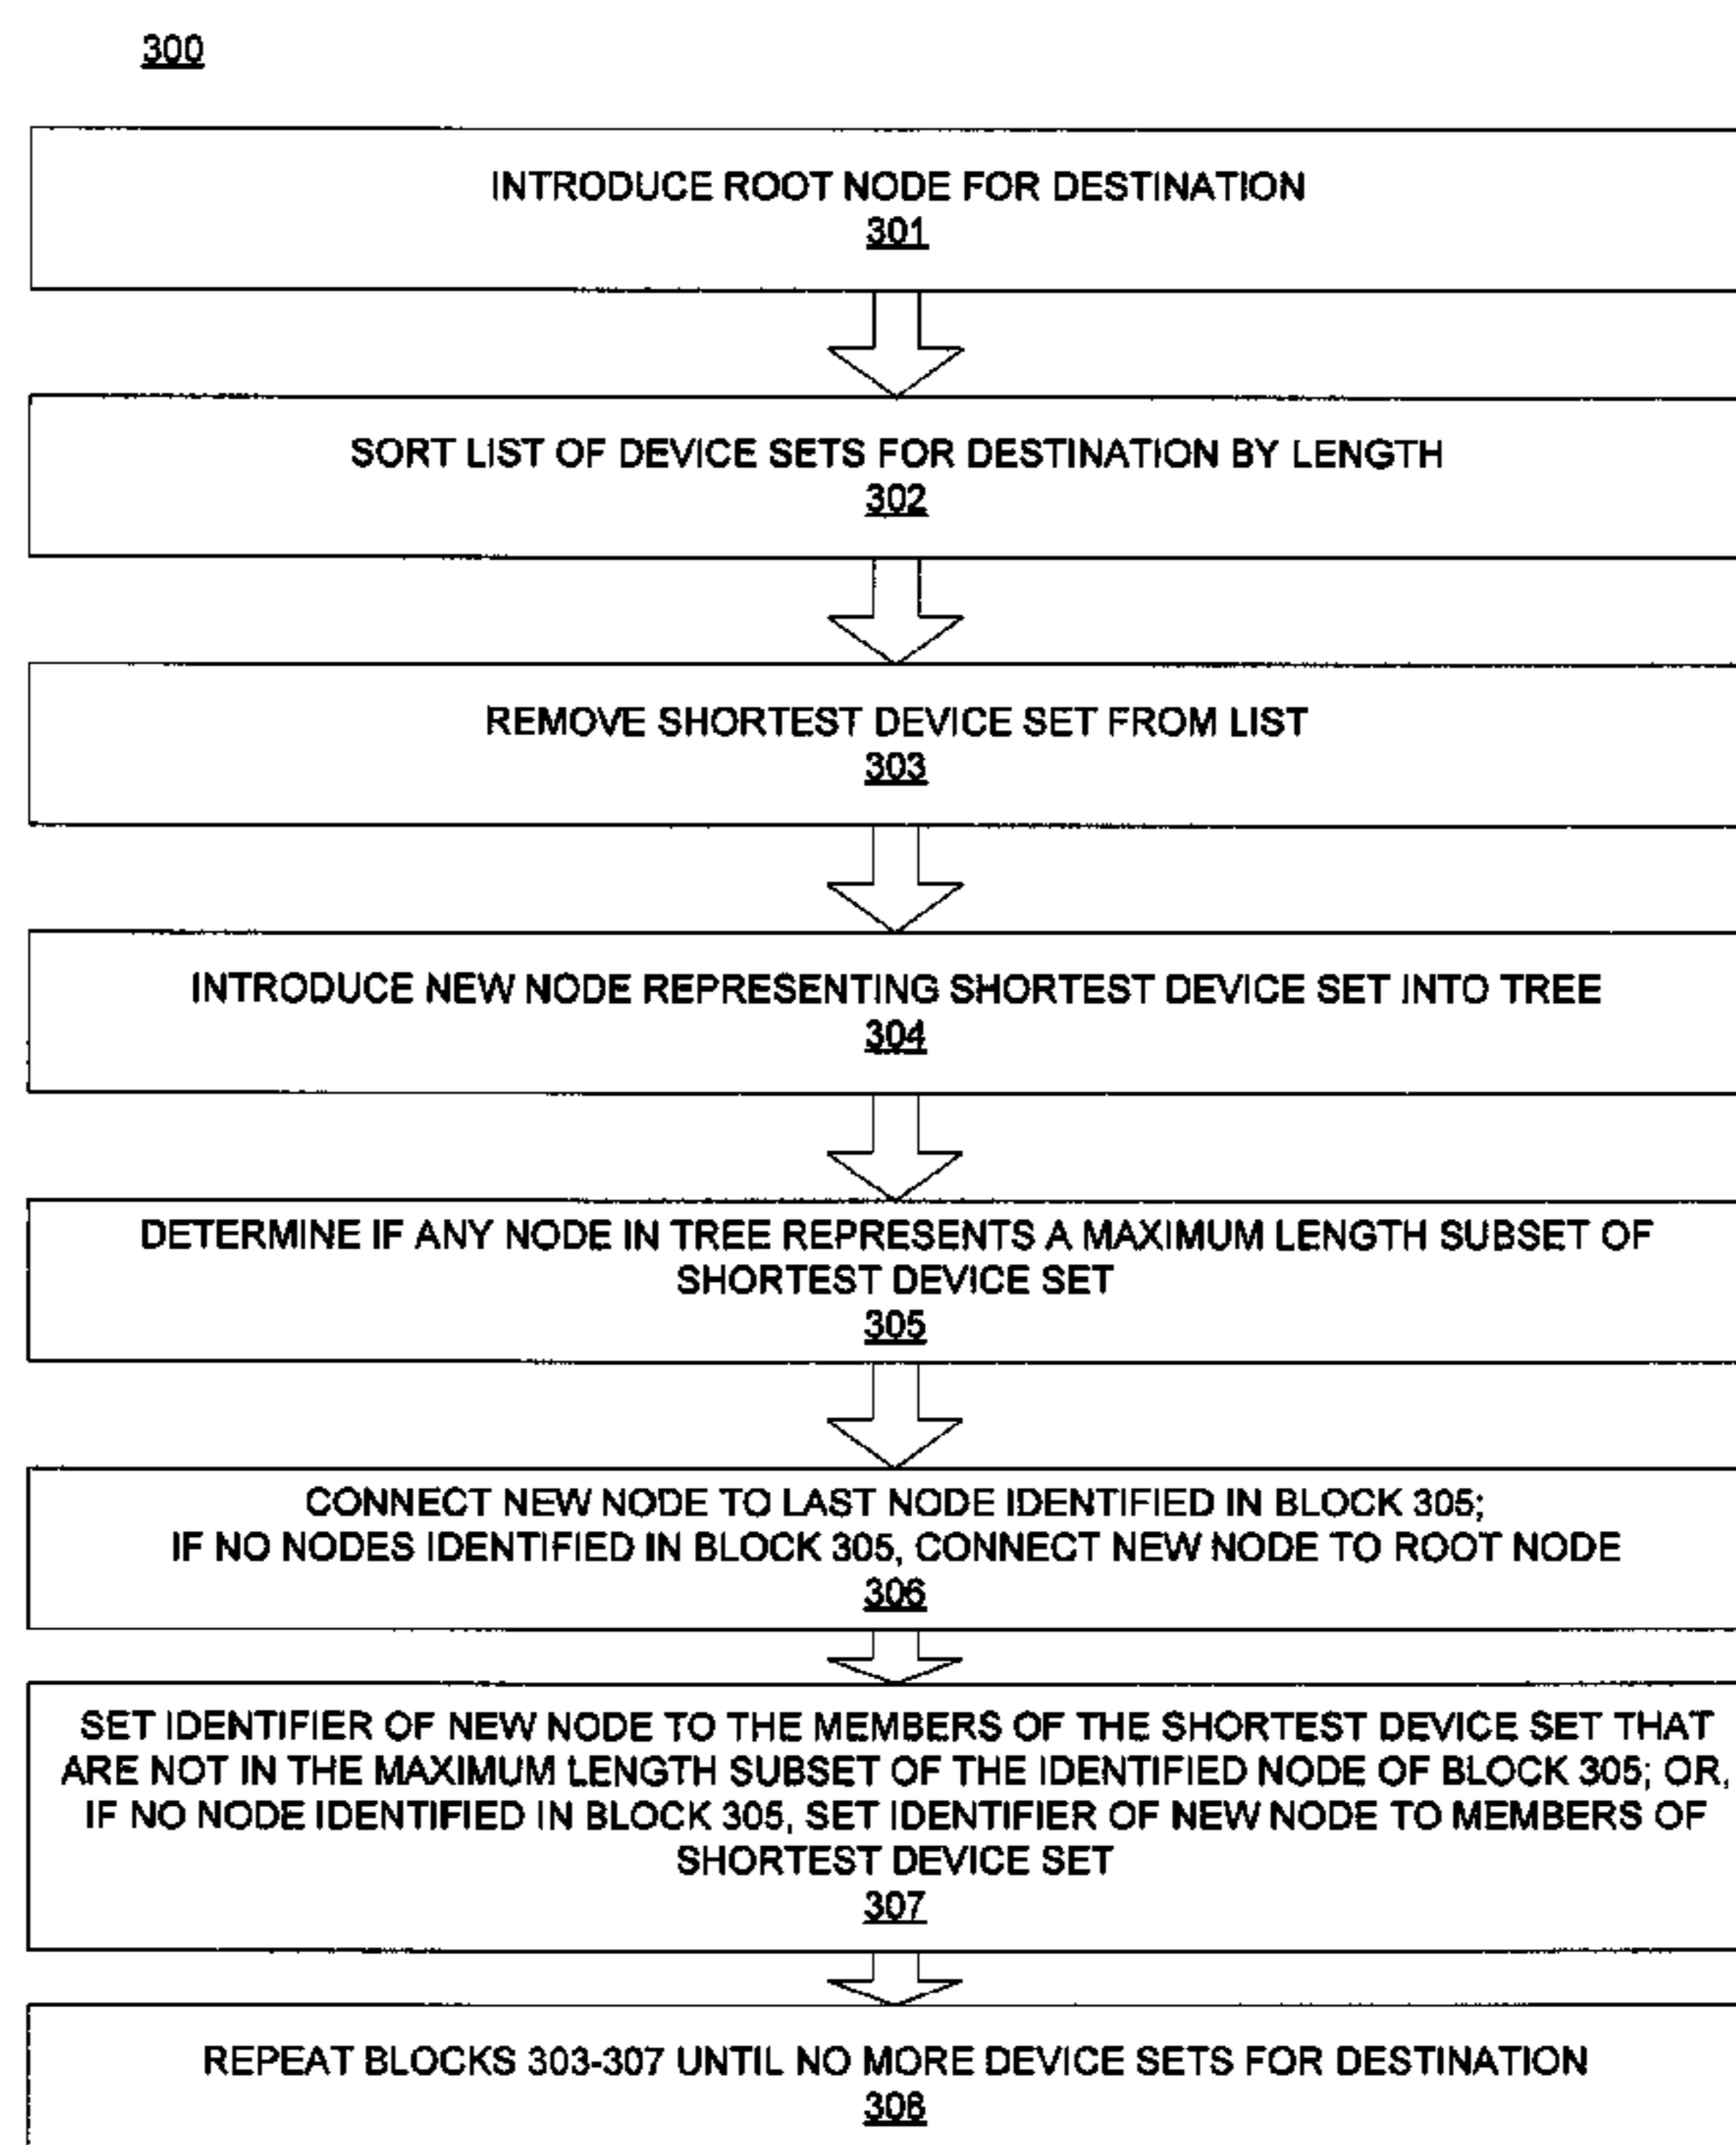 300
INTRODUCE ROOT NODE FOR DESTINATION
301
SORT LIST OF DEVICE SETS FOR DESTINATION BY LENGTH
302
REMOVE SHORTEST DEVICE SET FROM LIST
303
INTRODUCE NEW NODE REPRESENTING SHORTEST DEVICE SET INTO TREE
304
DETERMINE IF ANY NODE IN TREE REPRESENTS A MAXIMUM LENGTH SUBSET OF
SHORTEST DEVICE SET
305
CONNECT NEW NODE TO LAST NODE IDENTIFIED IN BLOCK 305;
IF NO NODES IDENTIFIED IN BLOCK 305, CONNECT NEW NODE TO ROOT NODE
306
SET IDENTIFIER OF NEW NODE TO THE MEMBERS OF THE SHORTEST DEVICE SET THAT
ARE NOT IN THE MAXIMUM LENGTH SUBSET OF THE IDENTIFIED NODE OF BLOCK 305; OR,
IF NO NODE IDENTIFIED IN BLOCK 305, SET IDENTIFIER OF NEW NODE TO MEMBERS OF
SHORTEST DEVICE SET
307
REPEAT BLOCKS 303-307 UNTIL NO MORE DEVICE SETS FOR DESTINATION
308